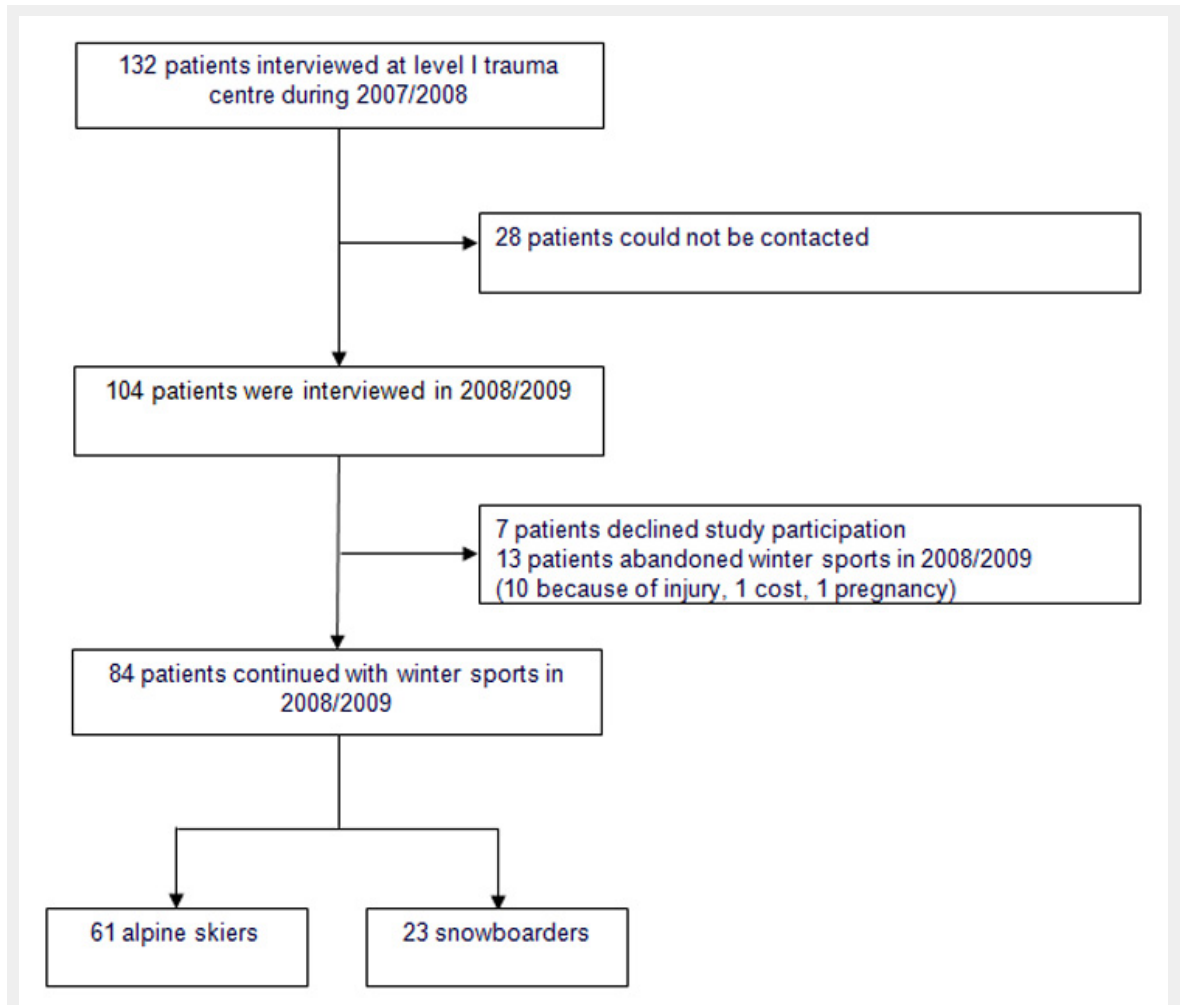 132 patients interviewed at level I trauma
centre during 2007/2008
28 patients could not be contacted
104 patients were interviewed in 2008/2009
7 patients declined study participation
13 patients abandoned winter sports in 2008/2009
(10 because of injury, 1 cost, 1 pregnancy)
84 patients continued with winter sports in
2008/2009
61 alpine skiers
23 snowboarders